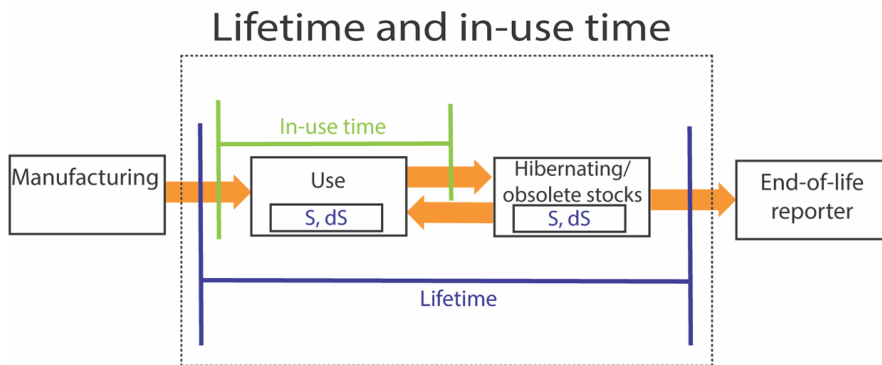 Lifetime and in-use time
In-use time
Manufacturing
Use
S, dS
Hibernating/
obsolete stocks
S, dS
End-of-life
reporter
Lifetime